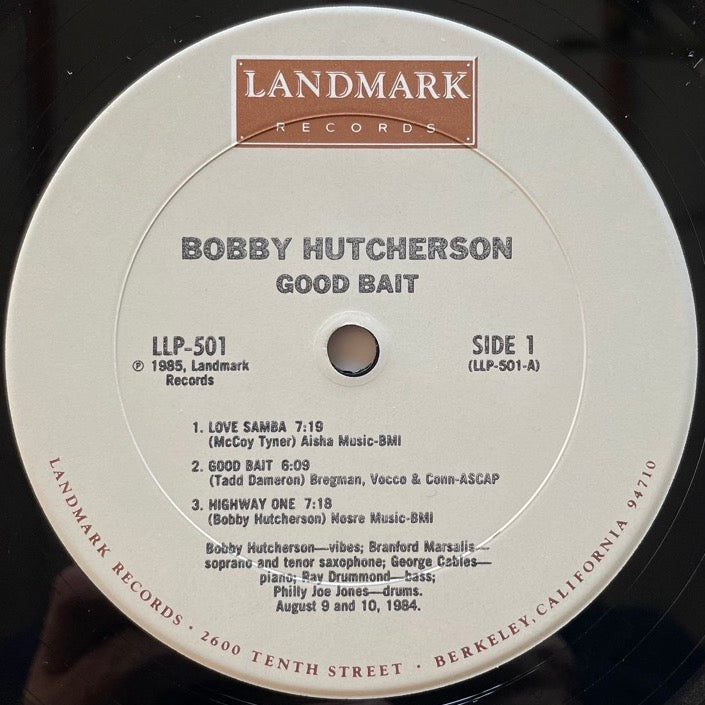 LANDMARK
RECORDS
BOBBY HUTCHERSON
GOOD BAIT
LLP-501
℗ 1985, Landmark
Records
SIDE 1
(LLP-501-A)
1. LOVE SAMBA 7:19
(McCoy Tyner) Aisha Music-BMI
2. GOOD BAIT 6:09
(Tadd Dameron) Bregman, Vocco & Conn-ASCAP
3. HIGHWAY ONE 7:18
(Bobby Hutcherson) Nosre Music-BMI
Bobby Hutcherson—vibes; Branford Marsalis—
soprano and tenor saxophone; George Cables—
piano; Ray Drummond—bass;
Philly Joe Jones—drums.
August 9 and 10, 1984.
LANDMARK RECORDS · 2600 TENTH STREET · BERKELEY, CALIFORNIA 94710